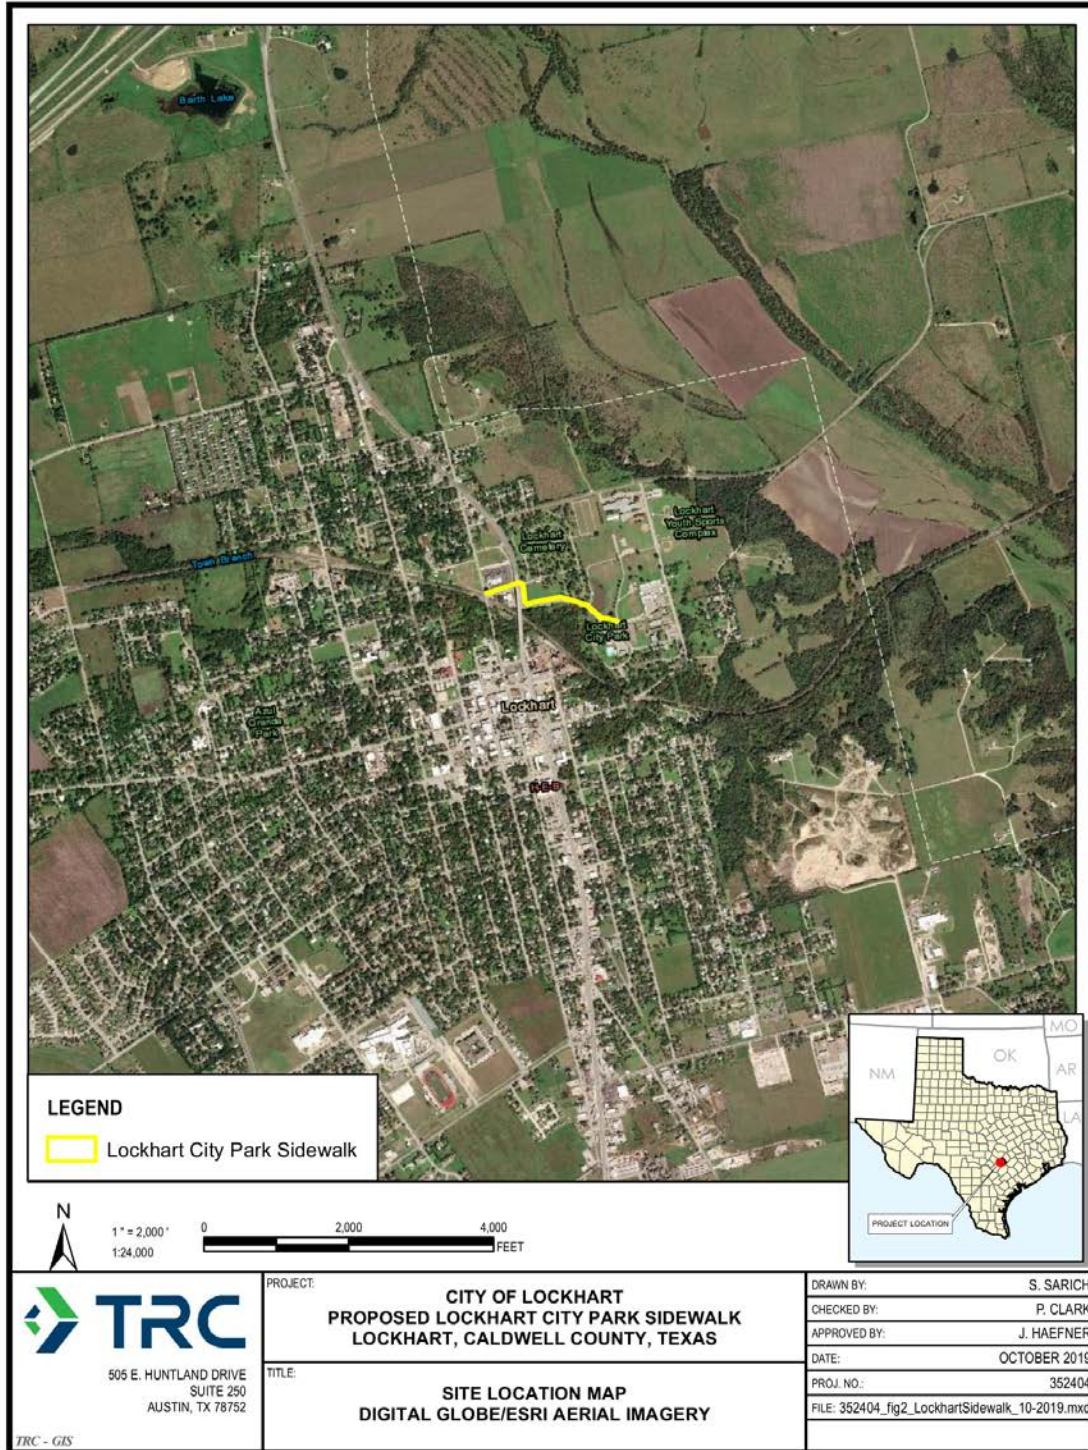 Barth Lake
Lockhart
Youth Sports
Complex
Lockhart
Cemetery
Town Branch
Lockhart
City Park
Azul
Grande
Park
Lockhart
H-E-B
LEGEND
Lockhart City Park Sidewalk
MO
OK
NM
AR
LA
PROJECT LOCATION
N
1 " = 2,000 '
1:24,000
0 2,000 4,000
FEET
TRC
505 E. HUNTLAND DRIVE
SUITE 250
AUSTIN, TX 78752
TRC - GIS
PROJECT:
CITY OF LOCKHART
PROPOSED LOCKHART CITY PARK SIDEWALK
LOCKHART, CALDWELL COUNTY, TEXAS
TITLE:
SITE LOCATION MAP
DIGITAL GLOBE/ESRI AERIAL IMAGERY
DRAWN BY: S. SARICH
CHECKED BY: P. CLARK
APPROVED BY: J. HAEFNER
DATE: OCTOBER 2019
PROJ. NO.: 352404
FILE: 352404_fig2_LockhartSidewalk_10-2019.mxd